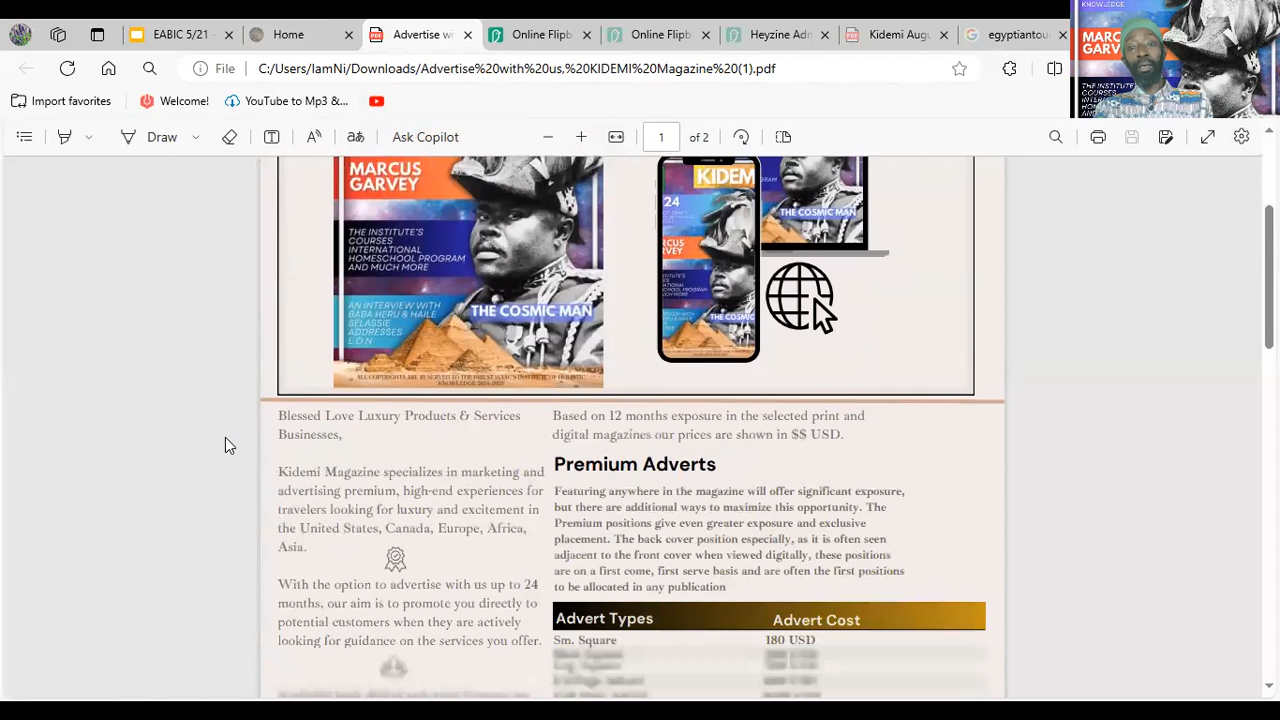 EABIC 5/21 -
Home
Advertise wi
Online Flipb
Online Flipb
Heyzine Adm
Kidemi Augu
egyptiantou
KNOWLEDGE
MARC
GARV
THE INSTITUTE'S
COURSES
File
C:/Users/IamNi/Downloads/Advertise%20with%20us,%20KIDEMI%20Magazine%20(1).pdf
Import favorites
Welcome!
YouTube to Mp3 &...
Draw
Ask Copilot
1
of 2
MARCUS
GARVEY
THE INSTITUTE'S
COURSES
INTERNATIONAL
HOMESCHOOL PROGRAM
AND MUCH MORE
AN INTERVIEW WITH
BABA HERU & HAILE
SELASSIE
ADDRESSES
L.O.N
THE COSMIC MAN
KIDEM
24
THE COSMIC MAN
Blessed Love Luxury Products & Services
Businesses,
Kidemi Magazine specializes in marketing and
advertising premium, high-end experiences for
travelers looking for luxury and excitement in
the United States, Canada, Europe, Africa,
Asia.
With the option to advertise with us up to 24
months, our aim is to promote you directly to
potential customers when they are actively
looking for guidance on the services you offer.
Based on 12 months exposure in the selected print and
digital magazines our prices are shown in $$ USD.
Premium Adverts
Featuring anywhere in the magazine will offer significant exposure,
but there are additional ways to maximize this opportunity. The
Premium positions give even greater exposure and exclusive
placement. The back cover position especially, as it is often seen
adjacent to the front cover when viewed digitally, these positions
are on a first come, first serve basis and are often the first positions
to be allocated in any publication
Advert Types Advert Cost
Sm. Square 180 USD